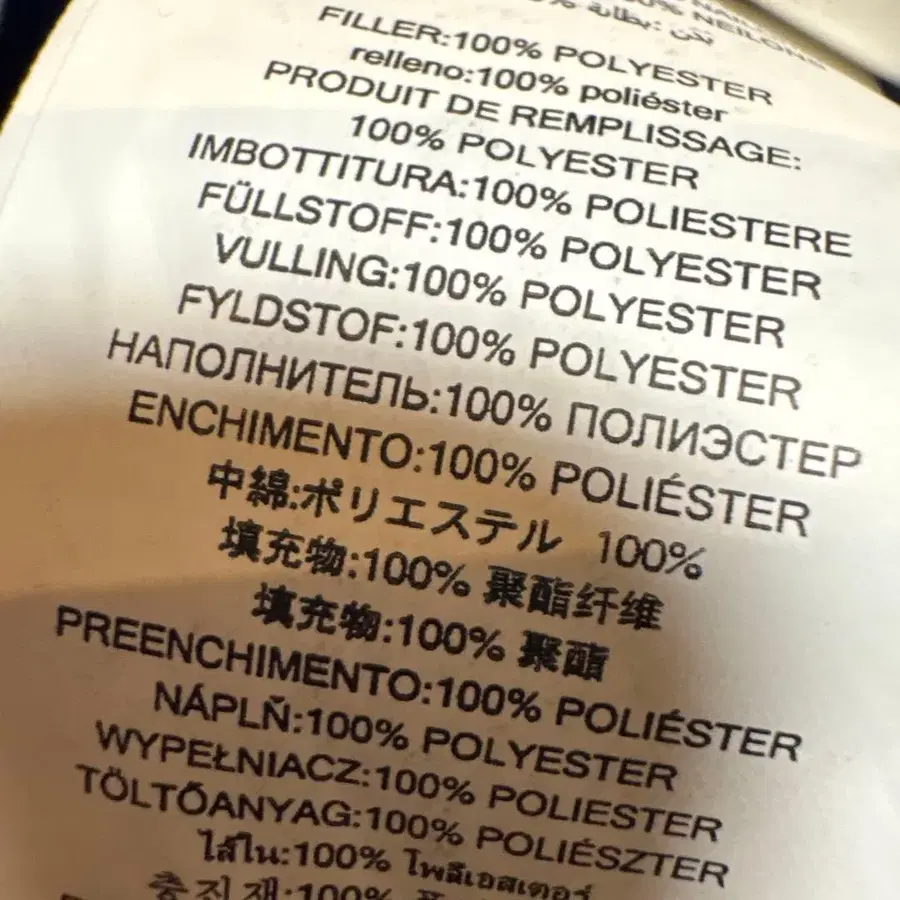 FILLER:100% POLYESTER
relleno:100% poliéster
PRODUIT DE REMPLISSAGE:
100% POLYESTER
IMBOTTITURA:100% POLIESTERE
FÜLLSTOFF:100% POLYESTER
VULLING:100% POLYESTER
FYLDSTOF:100% POLYESTER
НАПОЛНИТЕЛЬ:100% ПОЛИЭСТЕР
ENCHIMENTO:100% POLIÉSTER
中綿:ポリエステル 100%
填充物:100% 聚酯纤维
填充物:100% 聚酯
PREENCHIMENTO:100% POLIÉSTER
NÁPLŇ:100% POLYESTER
WYPEŁNIACZ:100% POLIESTER
TÖLTŐANYAG:100% POLIÉSZTER
ไส้ใน:100% โพลีเอสเตอร์
충진재:100%